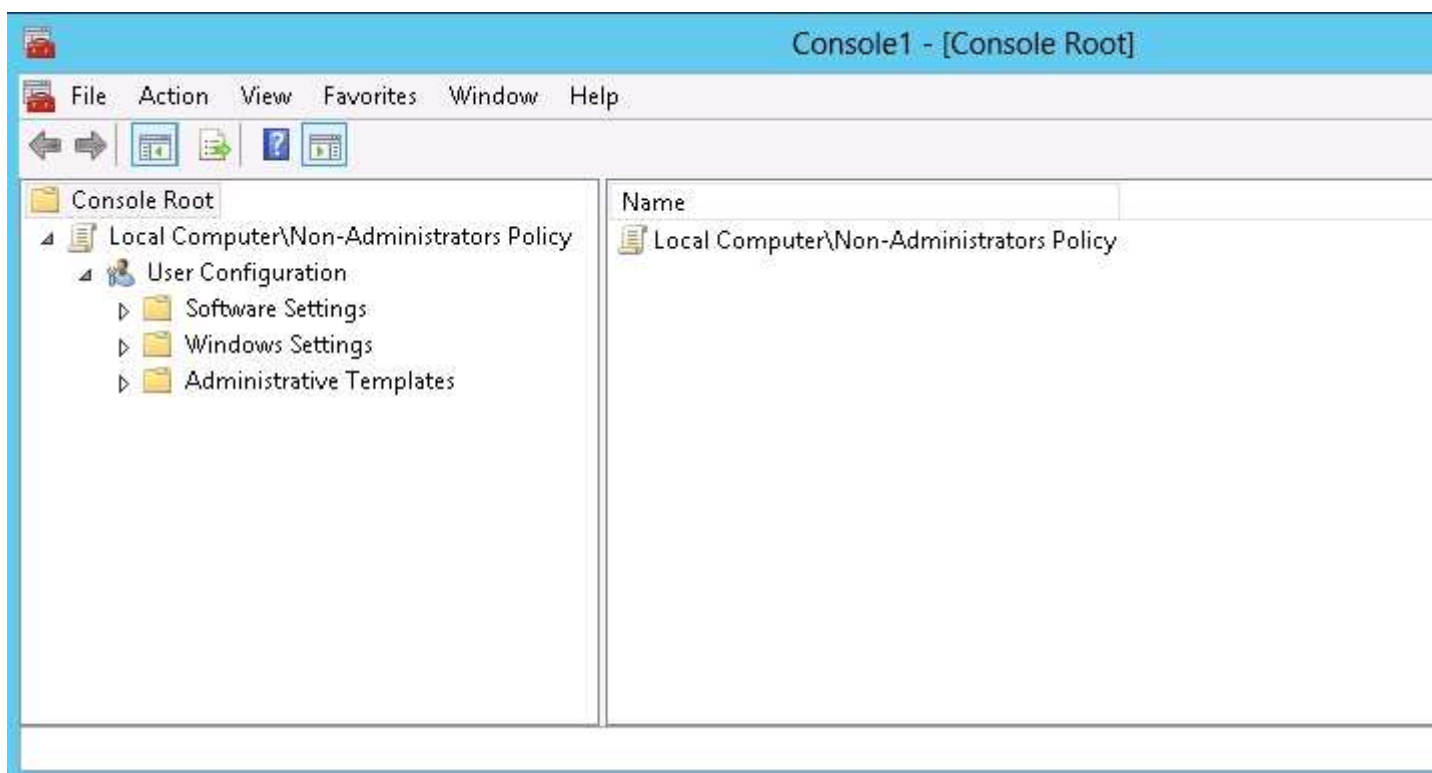 Console1 - [Console Root]
File Action View Favorites Window Help
Console Root
Local Computer\Non-Administrators Policy
User Configuration
Software Settings
Windows Settings
Administrative Templates
Name
Local Computer\Non-Administrators Policy